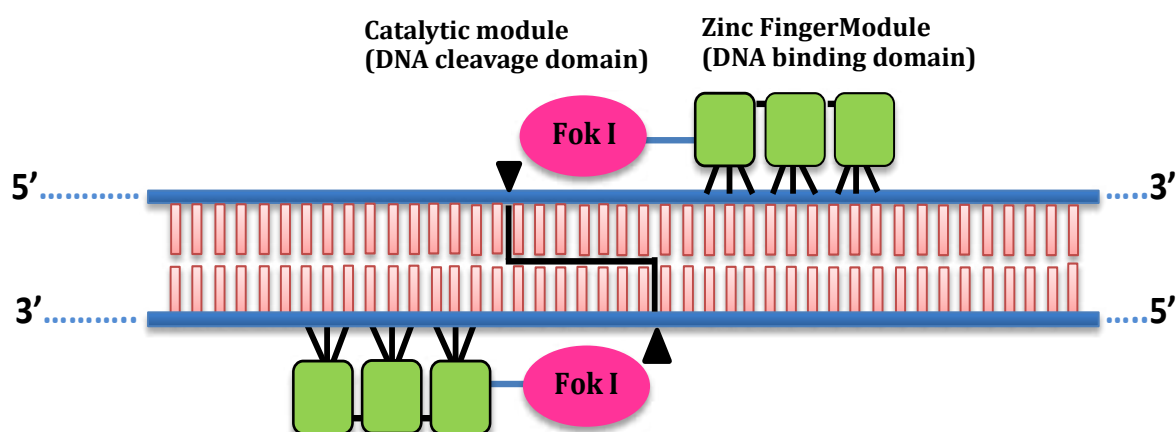 Catalytic module
(DNA cleavage domain)
Zinc FingerModule
(DNA binding domain)
Fok I
5’
3’
3’
5’
Fok I